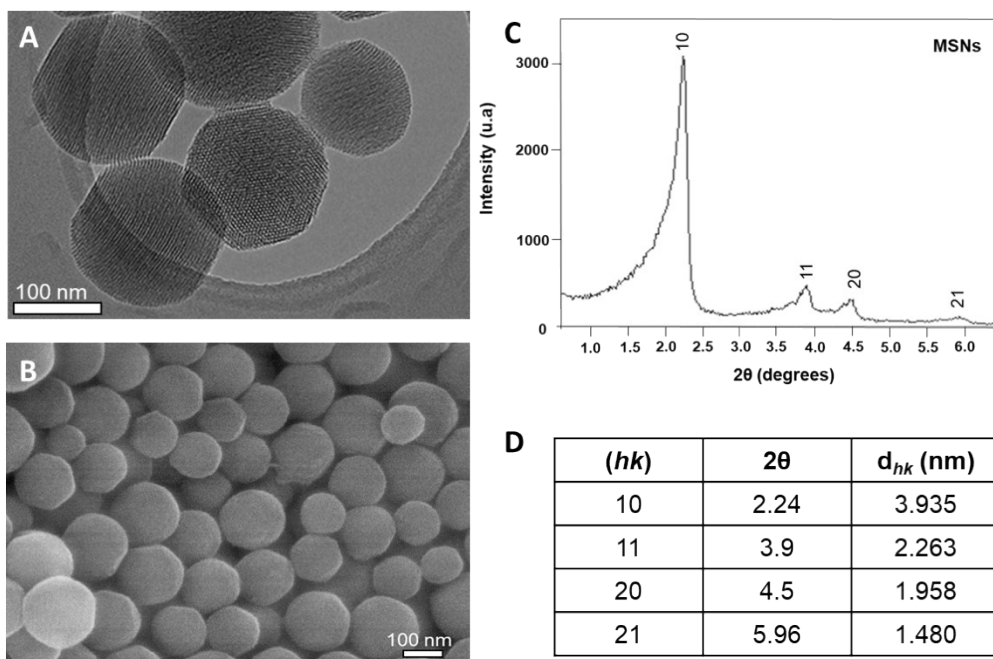 A
100 nm
B
100 nm
C
MSNs
10
11
20
21
Intensity (u.a)
3000
2000
1000
0
1.0 1.5 2.0 2.5 3.0 3.5 4.0 4.5 5.5 6.0
2θ (degrees)
D
(hk) 2θ dhk (nm)
10 2.24 3.935
11 3.9 2.263
20 4.5 1.958
21 5.96 1.480